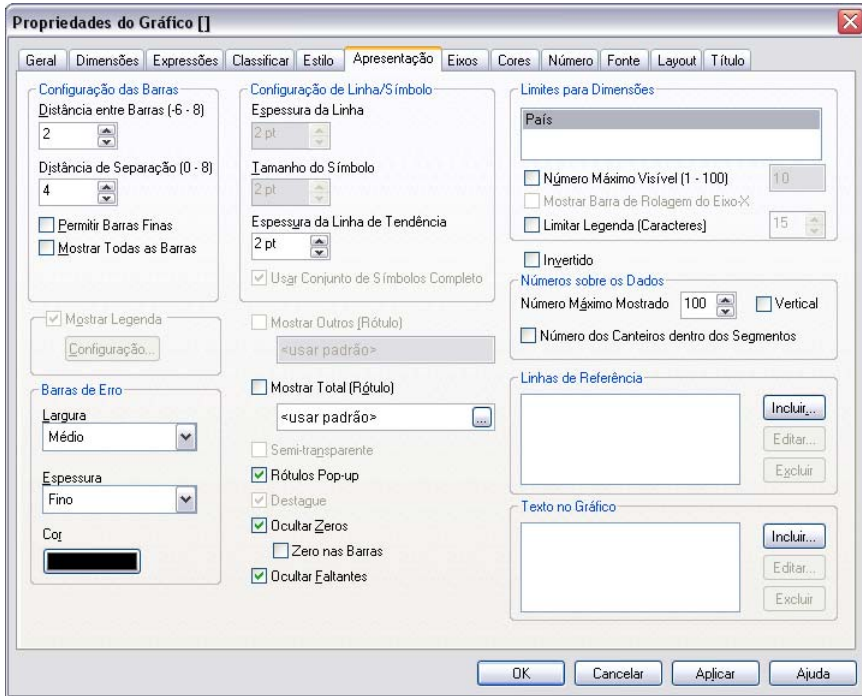 Propriedades do Gráfico []
Geral Dimensões Expressões Classificar Estilo Apresentação Eixos Cores Número Fonte Layout Título
Configuração das Barras
Distância entre Barras (-6 - 8)
2
Distância de Separação (0 - 8)
4
Permitir Barras Finas
Mostrar Todas as Barras
Mostrar Legenda
Configuração...
Barras de Erro
Largura
Médio
Espessura
Fino
Cor
Configuração de Linha/Símbolo
Espessura da Linha
2 pt
Tamanho do Símbolo
2 pt
Espessura da Linha de Tendência
2 pt
Usar Conjunto de Símbolos Completo
Mostrar Outros (Rótulo)
<usar padrão>
Mostrar Total (Rótulo)
<usar padrão>
...
Semi-transparente
Rótulos Pop-up
Destague
Ocultar Zeros
Zero nas Barras
Ocultar Faltantes
Limites para Dimensões
País
Número Máximo Visível (1 - 100) 10
Mostrar Barra de Rolagem do Eixo-X
Limitar Legenda (Caracteres) 15
Invertido
Números sobre os Dados
Número Máximo Mostrado 100 Vertical
Número dos Canteiros dentro dos Segmentos
Linhas de Referência
Incluir...
Editar...
Excluir
Texto no Gráfico
Incluir...
Editar...
Excluir
OK Cancelar Aplicar Ajuda